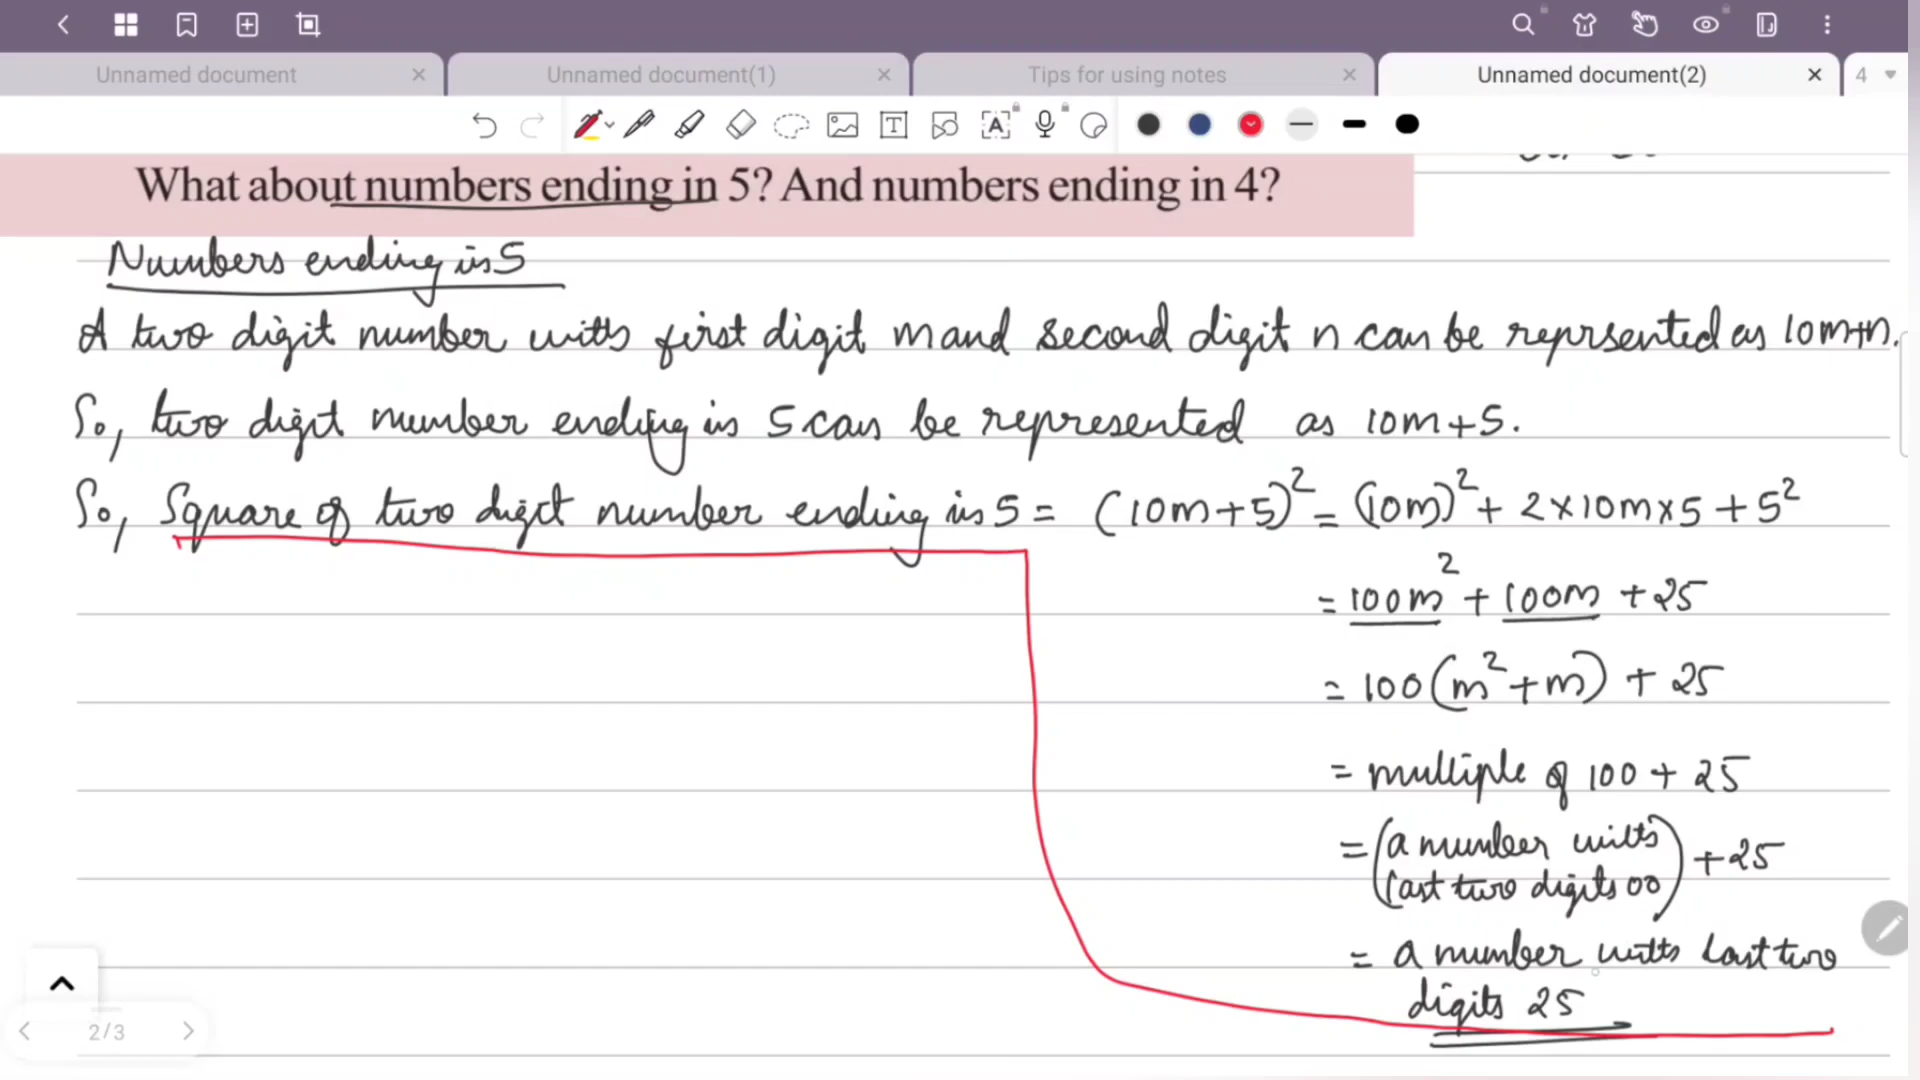 Unnamed document
Unnamed document(1)
Tips for using notes
Unnamed document(2)
4
What about numbers ending in 5? And numbers ending in 4?
Numbers ending in 5
A two digit number with first digit m and second digit n can be reprsented as 10m+n.
So, two digit number ending in 5 can be represented as 10m+5.
So, Square of two digit number ending in 5 = (10m+5)² = (10m)² + 2×10m×5 + 5²
= 100m² + 100m + 25
= 100(m²+m) + 25
= multiple of 100 + 25
= (a number with
last two digits 00) + 25
= a number with last two
digits 25
2/3